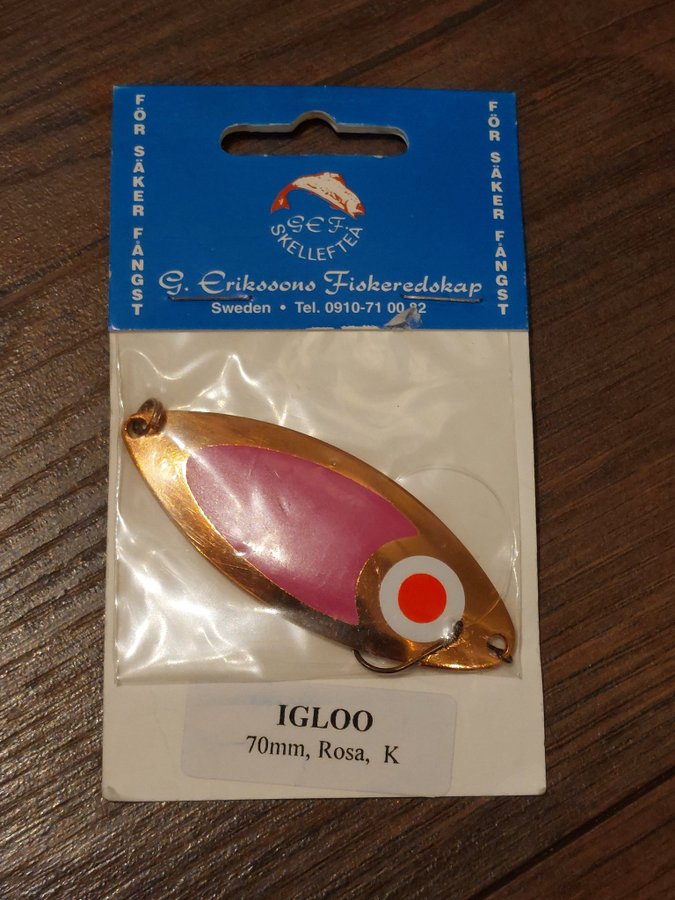 FÖR SÄKER FÅNGST
FÖR SÄKER FÅNGST
G E F.
SKELLEFTEÅ
G. Erikssons Fiskeredskap
Sweden • Tel. 0910-71 00 82
IGLOO
70mm, Rosa, K